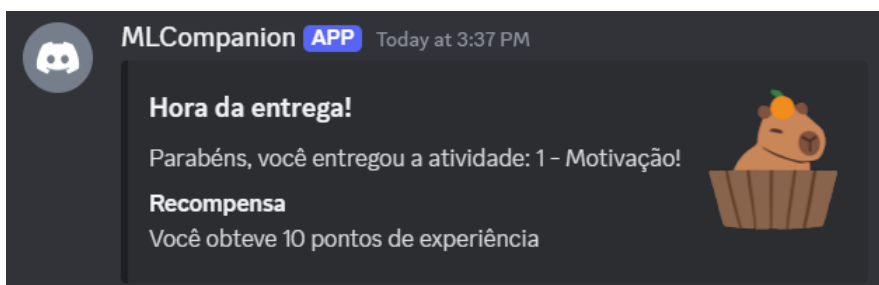 MLCompanion APP Today at 3:37 PM
Hora da entrega!
Parabéns, você entregou a atividade: 1 - Motivação!
Recompensa
Você obteve 10 pontos de experiência